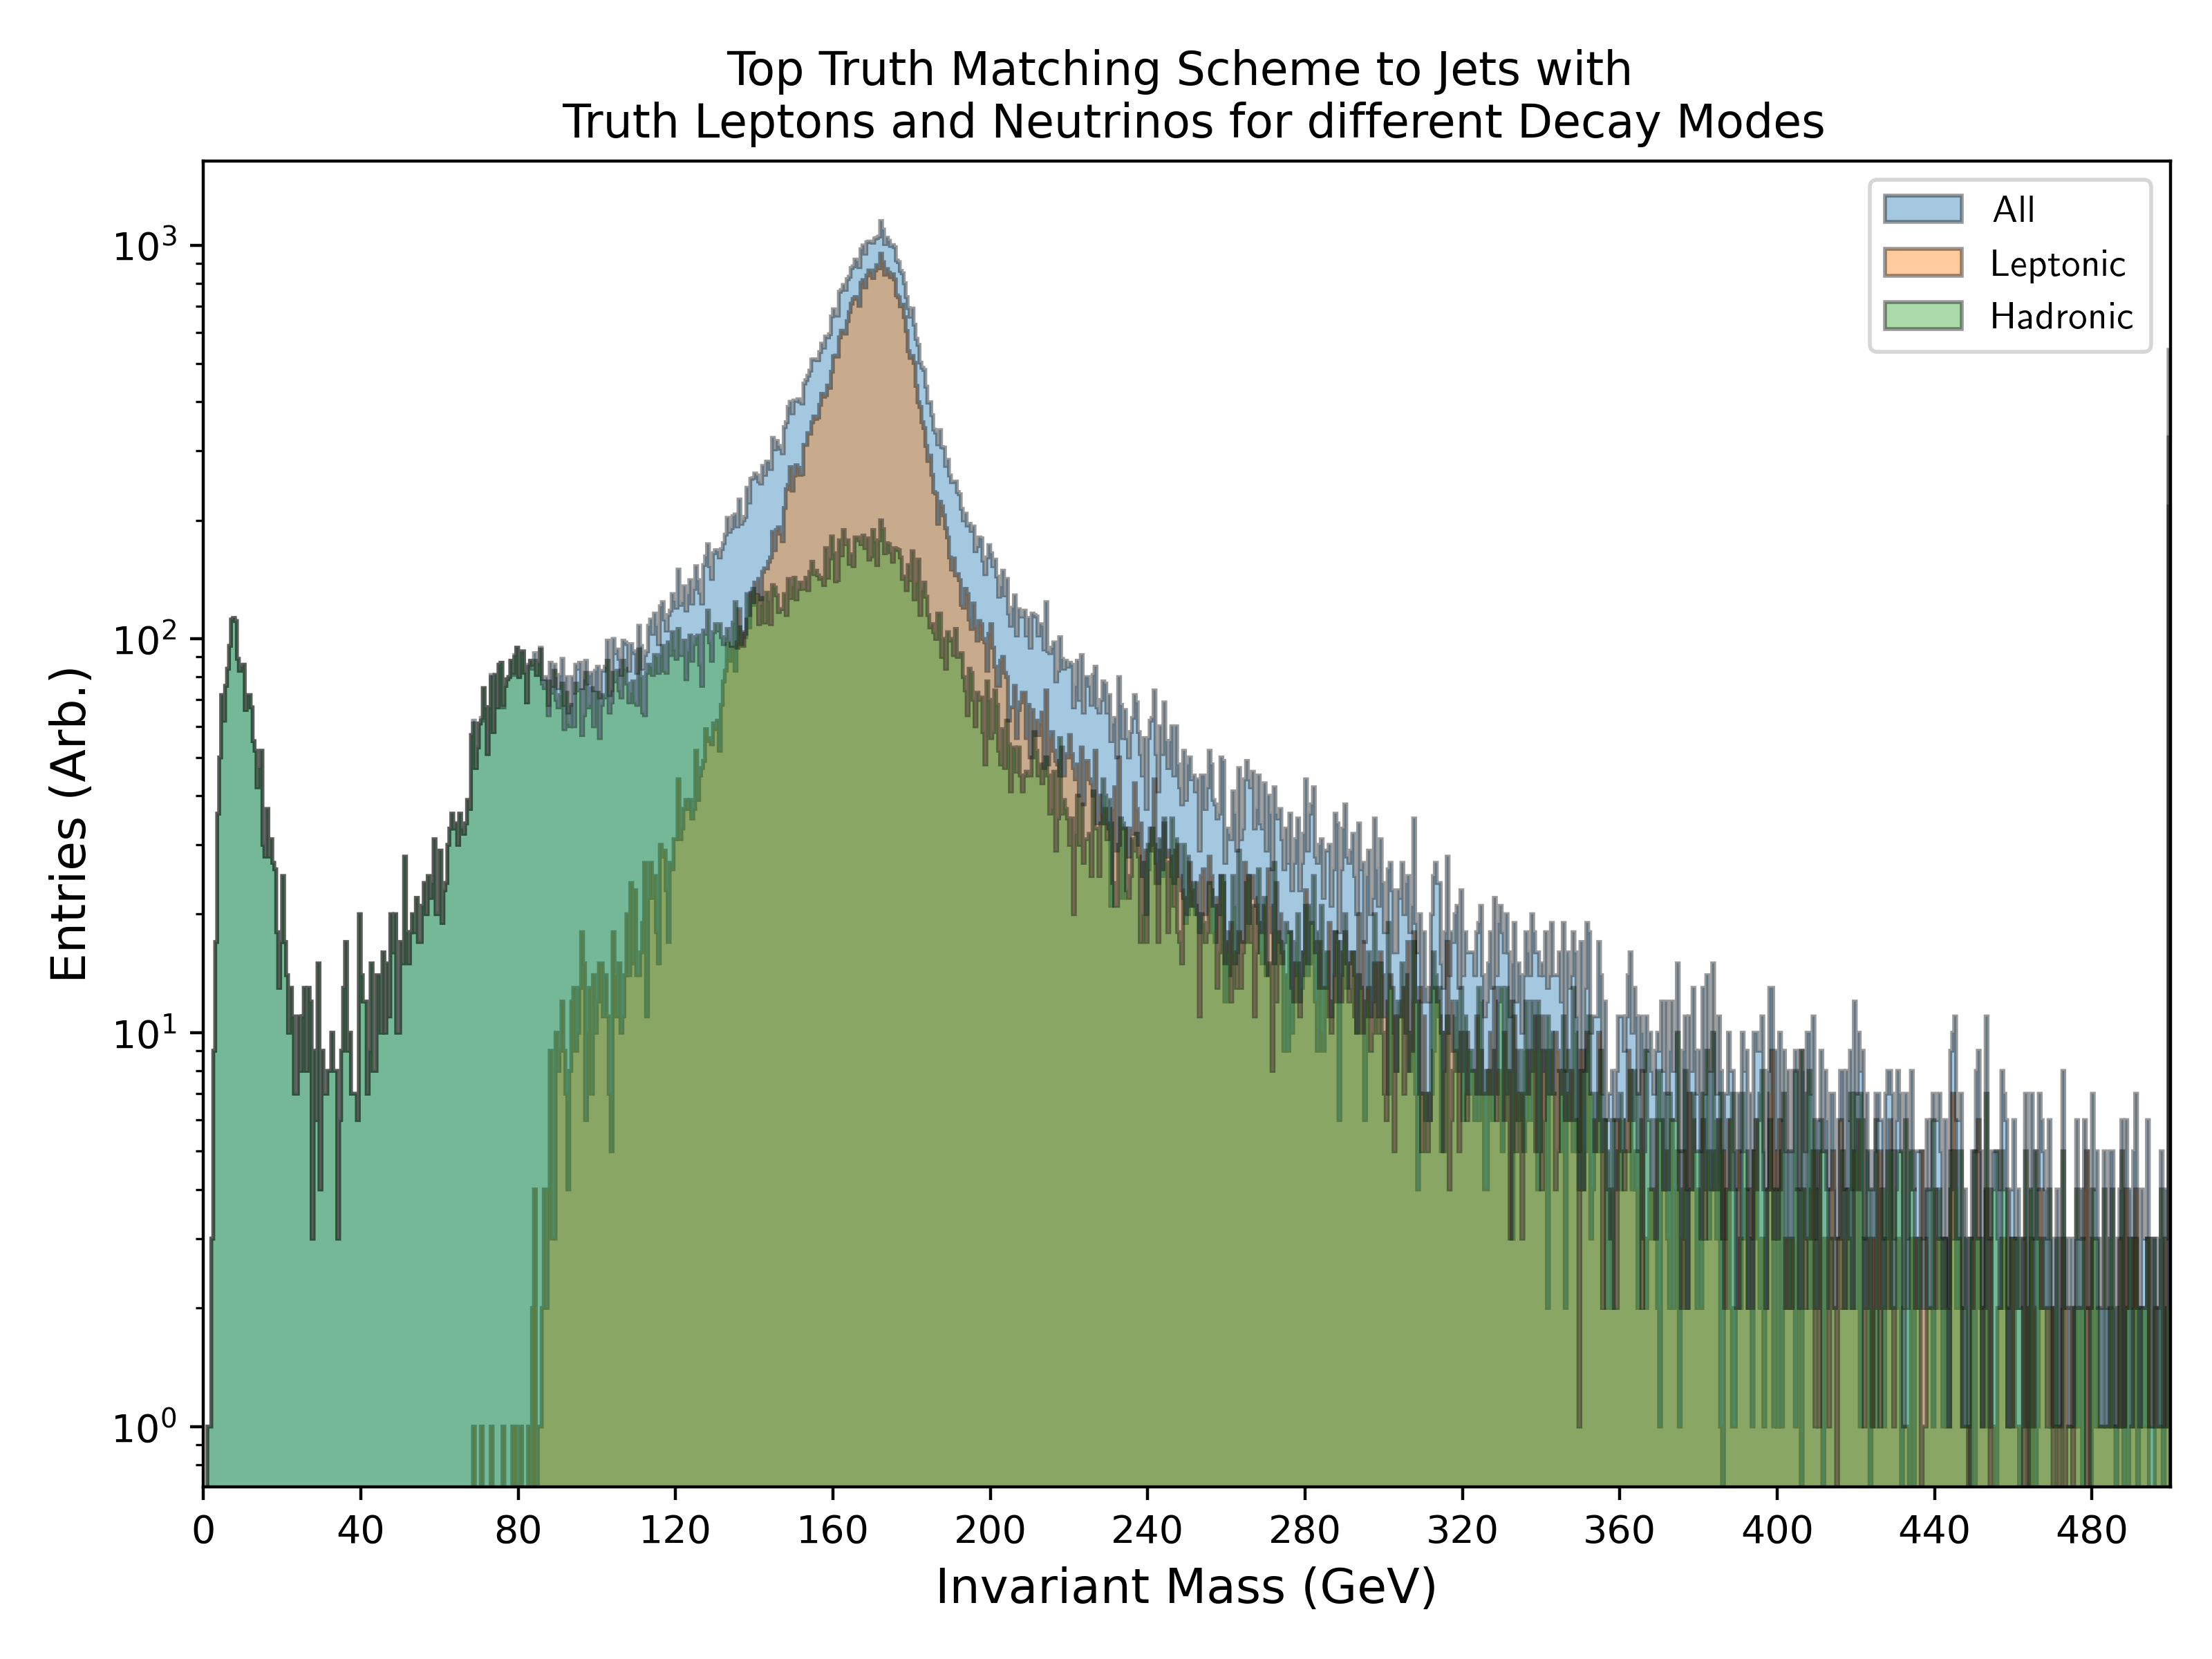 Top Truth Matching Scheme to Jets with
Truth Leptons and Neutrinos for different Decay Modes
All
Leptonic
Hadronic
Entries (Arb.)
10³
10²
10¹
10⁰
0 40 80 120 160 200 240 280 320 360 400 440 480
Invariant Mass (GeV)